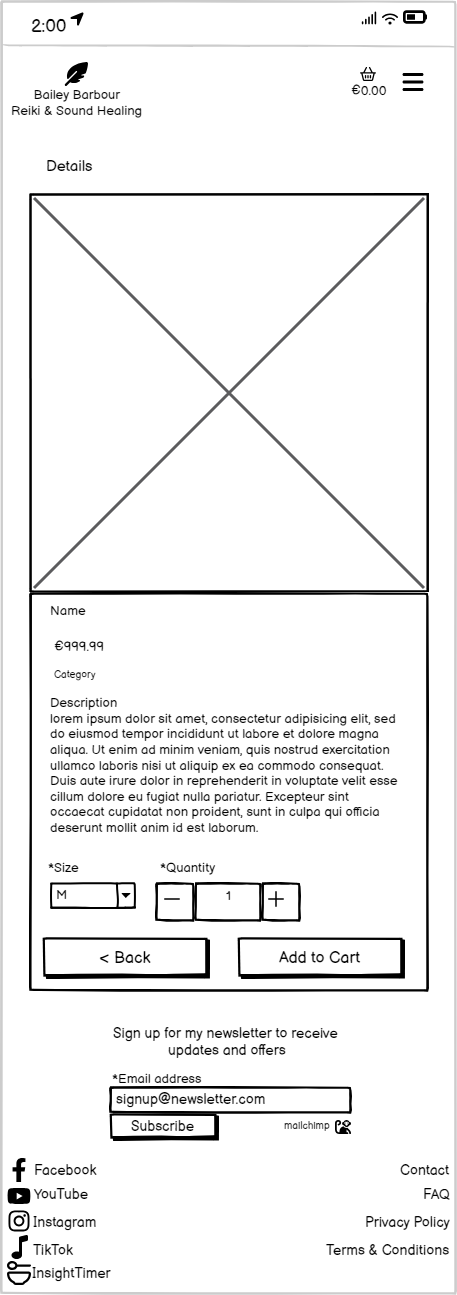 2:00
Bailey Barbour
Reiki & Sound Healing
€0.00
Details
Name
€999.99
Category
Description
lorem ipsum dolor sit amet, consectetur adipisicing elit, sed
do eiusmod tempor incididunt ut labore et dolore magna
aliqua. Ut enim ad minim veniam, quis nostrud exercitation
ullamco laboris nisi ut aliquip ex ea commodo consequat.
Duis aute irure dolor in reprehenderit in voluptate velit esse
cillum dolore eu fugiat nulla pariatur. Excepteur sint
occaecat cupidatat non proident, sunt in culpa qui officia
deserunt mollit anim id est laborum.
*Size
*Quantity
M
1
< Back
Add to Cart
Sign up for my newsletter to receive
updates and offers
*Email address
signup@newsletter.com
Subscribe
mailchimp
Facebook
YouTube
Instagram
TikTok
InsightTimer
Contact
FAQ
Privacy Policy
Terms & Conditions